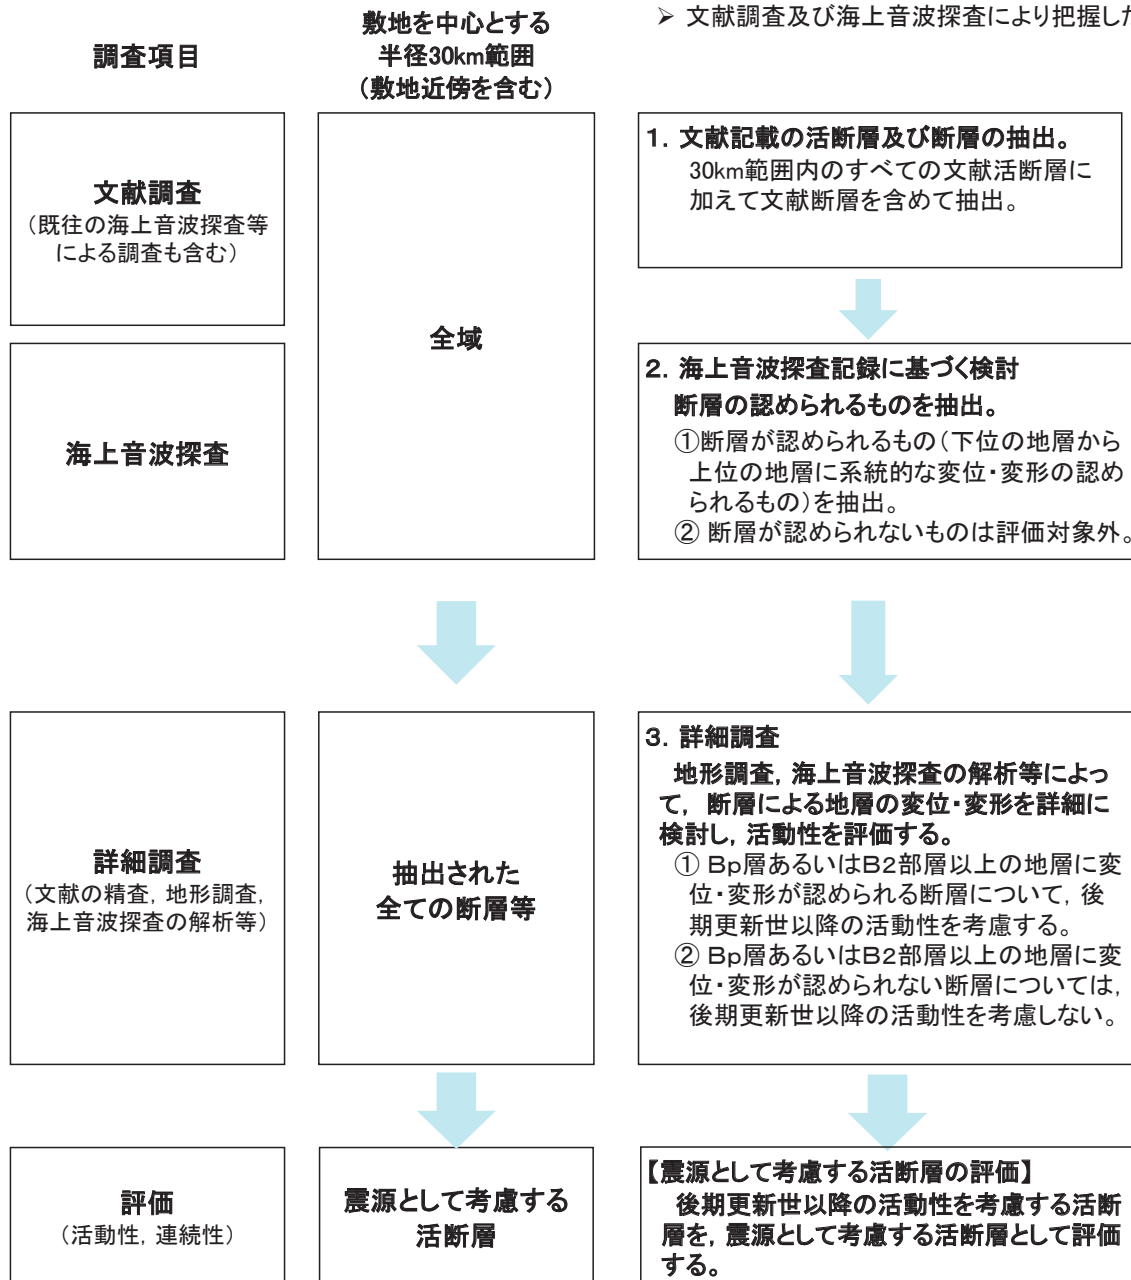 調査項目
敷地を中心とする
半径30km範囲
(敷地近傍を含む)
➢ 文献調査及び海上音波探査により把握した
文献調査
(既往の海上音波探査等
による調査も含む)
海上音波探査
全域
1. 文献記載の活断層及び断層の抽出。
30km範囲内のすべての文献活断層に
加えて文献断層を含めて抽出。
2. 海上音波探査記録に基づく検討
断層の認められるものを抽出。
①断層が認められるもの(下位の地層から
上位の地層に系統的な変位・変形の認め
られるもの)を抽出。
② 断層が認められないものは評価対象外。
詳細調査
(文献の精査, 地形調査,
海上音波探査の解析等)
抽出された
全ての断層等
3. 詳細調査
地形調査, 海上音波探査の解析等によっ
て, 断層による地層の変位・変形を詳細に
検討し, 活動性を評価する。
① Bp層あるいはB2部層以上の地層に変
位・変形が認められる断層について, 後
期更新世以降の活動性を考慮する。
② Bp層あるいはB2部層以上の地層に変
位・変形が認められない断層については,
後期更新世以降の活動性を考慮しない。
評価
(活動性, 連続性)
震源として考慮する
活断層
【震源として考慮する活断層の評価】
後期更新世以降の活動性を考慮する活断
層を, 震源として考慮する活断層として評価
する。